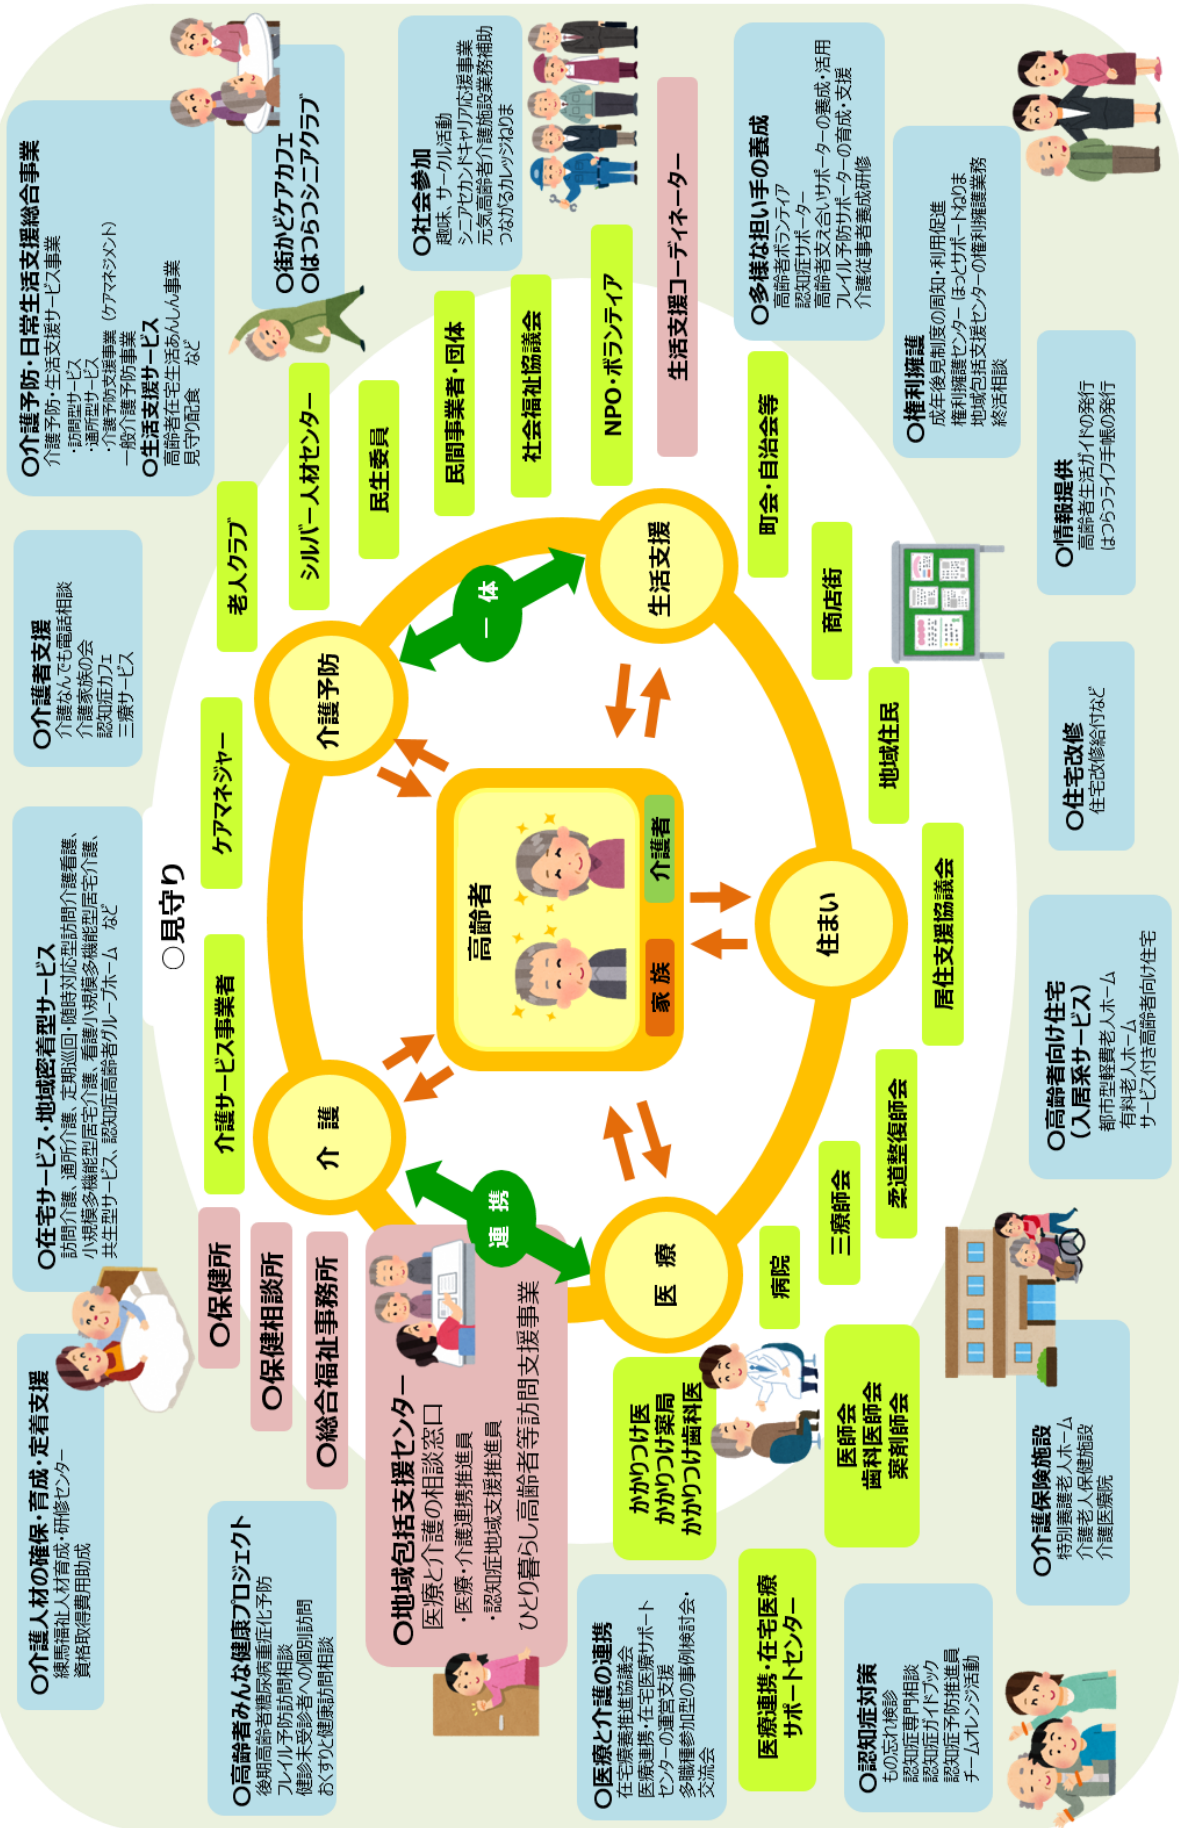 〇介護人材の確保・育成・定着支援
練馬福祉人材育成・研修センター
資格取得費用助成
〇在宅サービス・地域密着型サービス
訪問介護、通所介護、定期巡回・随時対応型訪問介護看護、
小規模多機能型居宅介護、看護小規模多機能型居宅介護、
共生型サービス、認知症高齢者グループホーム　など
〇介護者支援
介護なんでも電話相談
介護家族の会
認知症カフェ
三療サービス
〇介護予防・日常生活支援総合事業
介護予防・生活支援サービス事業
・訪問型サービス
・通所型サービス
・介護予防支援事業（ケアマネジメント）
一般介護予防事業
〇生活支援サービス
高齢者在宅生活あんしん事業
見守り配食　など
〇街かどケアカフェ
〇はつらつシニアクラブ
〇見守り
〇高齢者みんな健康プロジェクト
後期高齢者糖尿病重症化予防
フレイル予防訪問相談
健診未受診者への個別訪問
おくすりと健康訪問相談
〇保健所
〇保健相談所
〇総合福祉事務所
介護サービス事業者
ケアマネジャー
老人クラブ
シルバー人材センター
民生委員
民間事業者・団体
社会福祉協議会
NPO・ボランティア
生活支援コーディネーター
〇社会参加
趣味、サークル活動
シニアセカンドキャリア応援事業
元気高齢者介護施設業務補助
つながるカレッジねりま
〇地域包括支援センター
医療と介護の相談窓口
・医療・介護連携推進員
・認知症地域支援推進員
ひとり暮らし高齢者等訪問支援事業
介護
介護予防
連携
一体
高齢者
家族
介護者
医療
生活支援
住まい
〇医療と介護の連携
在宅療養推進協議会
医療連携・在宅医療サポート
センターの運営支援
多職種参加型の事例検討会・
交流会
かかりつけ医
かかりつけ薬局
かかりつけ歯科医
病院
三療師会
柔道整復師会
居住支援協議会
地域住民
商店街
町会・自治会等
〇多様な担い手の養成
高齢者ボランティア
認知症サポーター
高齢者支え合いサポーターの養成・活用
フレイル予防サポーターの育成・支援
介護従事者養成研修
医療連携・在宅医療
サポートセンター
医師会
歯科医師会
薬剤師会
〇権利擁護
成年後見制度の周知・利用促進
権利擁護センター（ほっとサポートねりま
地域包括支援センターの権利擁護業務
終活相談
〇認知症対策
もの忘れ検診
認知症専門相談
認知症ガイドブック
認知症予防推進員
チームオレンジ活動
〇介護保険施設
特別養護老人ホーム
介護老人保健施設
介護医療院
〇高齢者向け住宅
（入居系サービス）
都市型軽費老人ホーム
有料老人ホーム
サービス付き高齢者向け住宅
〇住宅改修
住宅改修給付など
〇情報提供
高齢者生活ガイドの発行
はつらつライフ手帳の発行